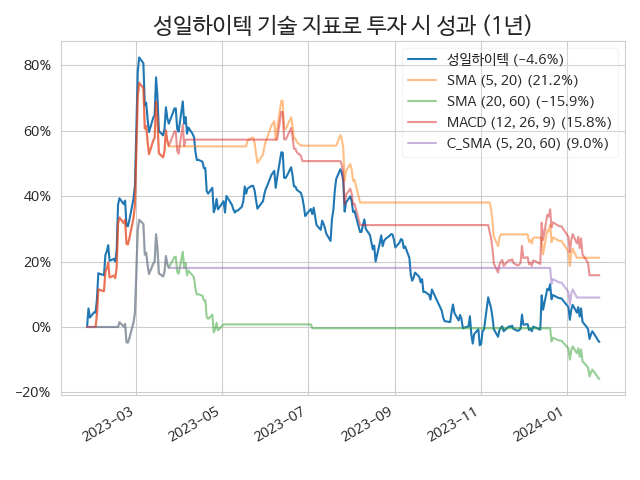 성일하이텍 기술 지표로 투자 시 성과 (1년)
성일하이텍 (−4.6%)
SMA (5, 20) (21.2%)
SMA (20, 60) (−15.9%)
MACD (12, 26, 9) (15.8%)
C_SMA (5, 20, 60) (9.0%)
80%
60%
40%
20%
0%
−20%
2023−03
2023−05
2023−07
2023−09
2023−11
2024−01